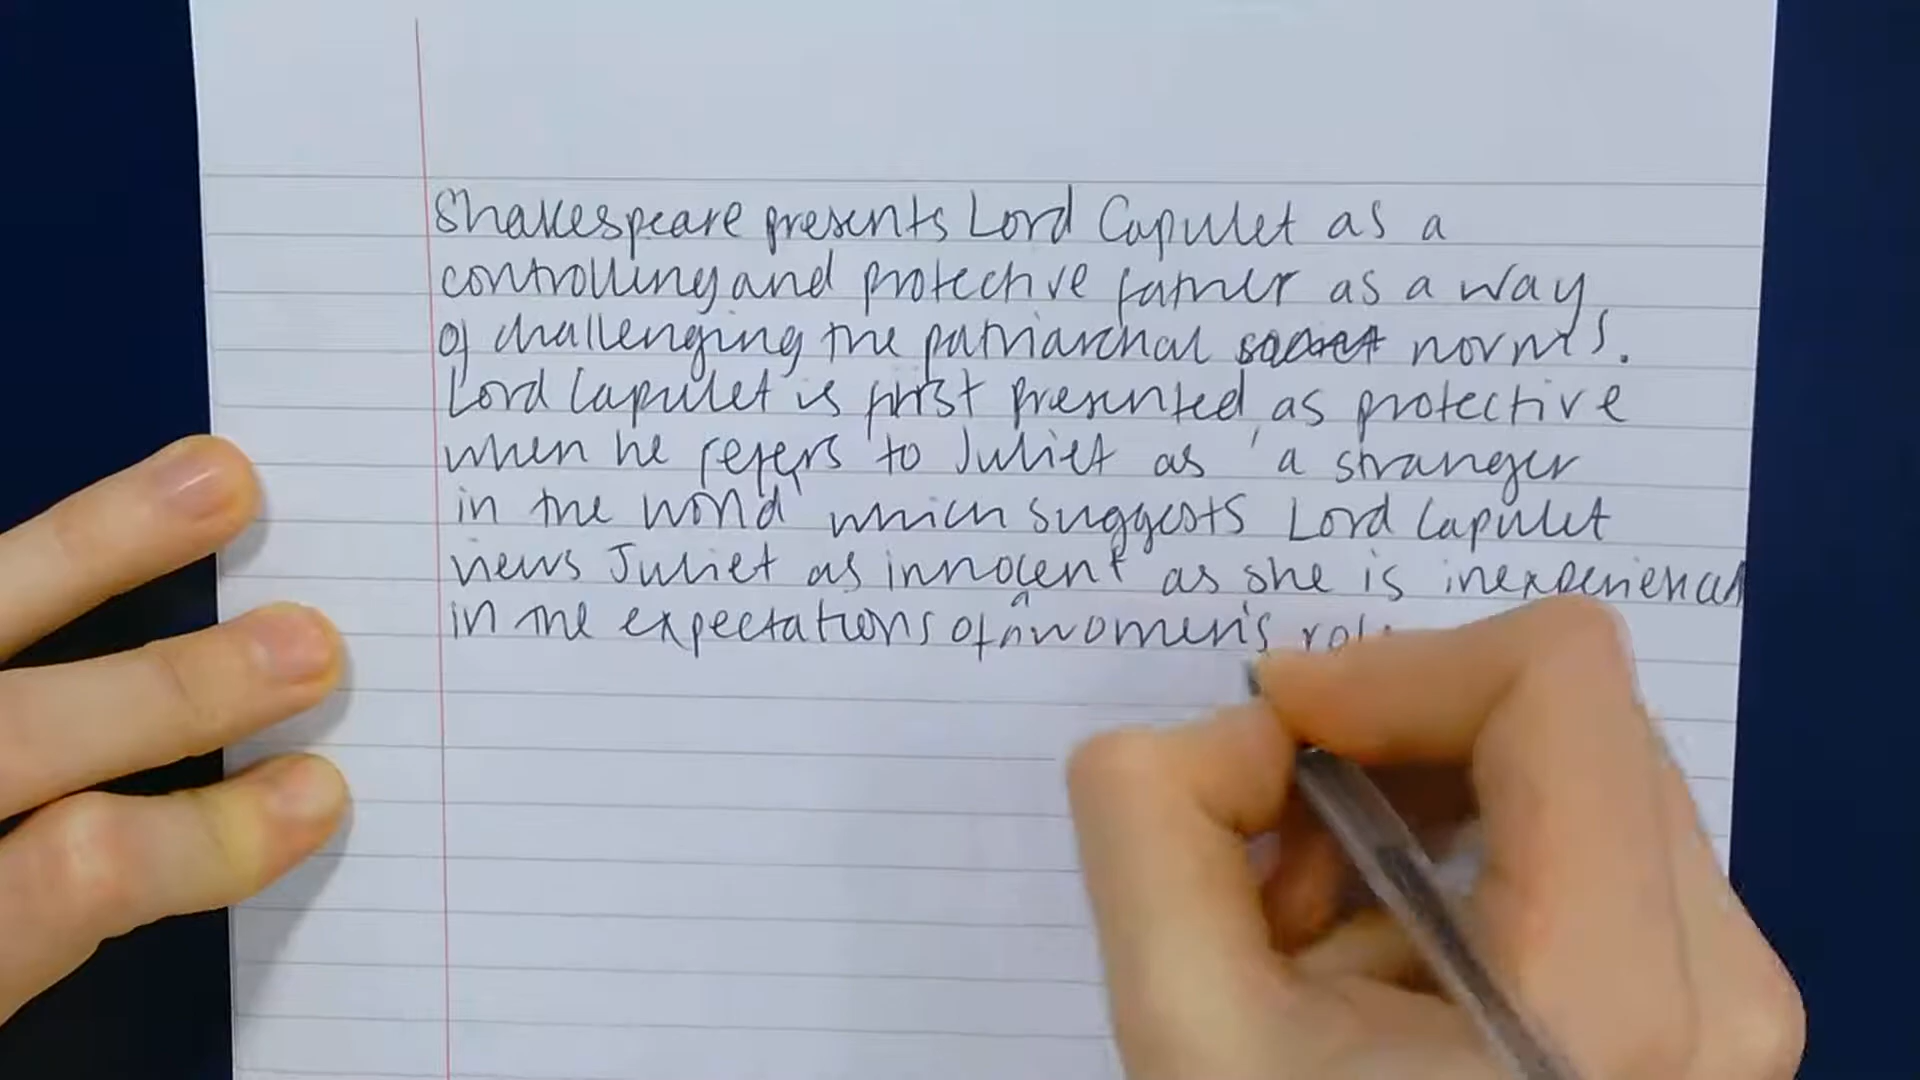 Shakespeare presents Lord Capulet as a
controlling and protective father as a way
of challenging the patriarchal norms.
Lord Capulet is first presented as protective
when he refers to Juliet as 'a stranger
in the world' which suggests Lord Capulet
views Juliet as innocent as she is inexperienced
in the expectations of a women's